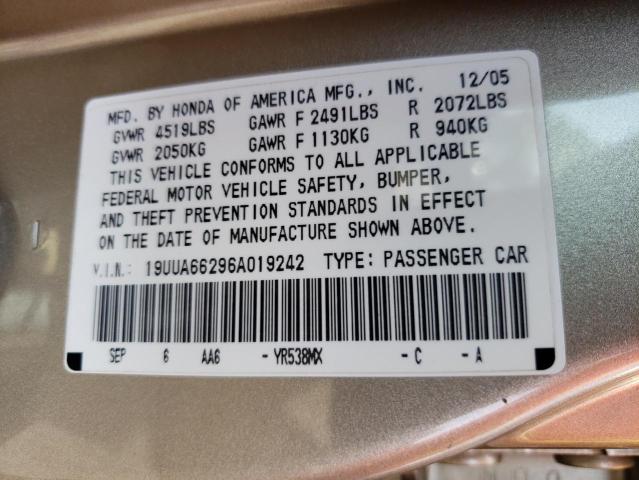 MFD. BY HONDA OF AMERICA MFG., INC. 12/05
GVWR 4519LBS GAWR F 2491LBS R 2072LBS
GVWR 2050KG GAWR F 1130KG R 940KG
THIS VEHICLE CONFORMS TO ALL APPLICABLE
FEDERAL MOTOR VEHICLE SAFETY, BUMPER,
AND THEFT PREVENTION STANDARDS IN EFFECT
ON THE DATE OF MANUFACTURE SHOWN ABOVE.
V.I.N.: 19UUA66296A019242 TYPE: PASSENGER CAR
SEP 6 AA6 -YR538MX -C -A